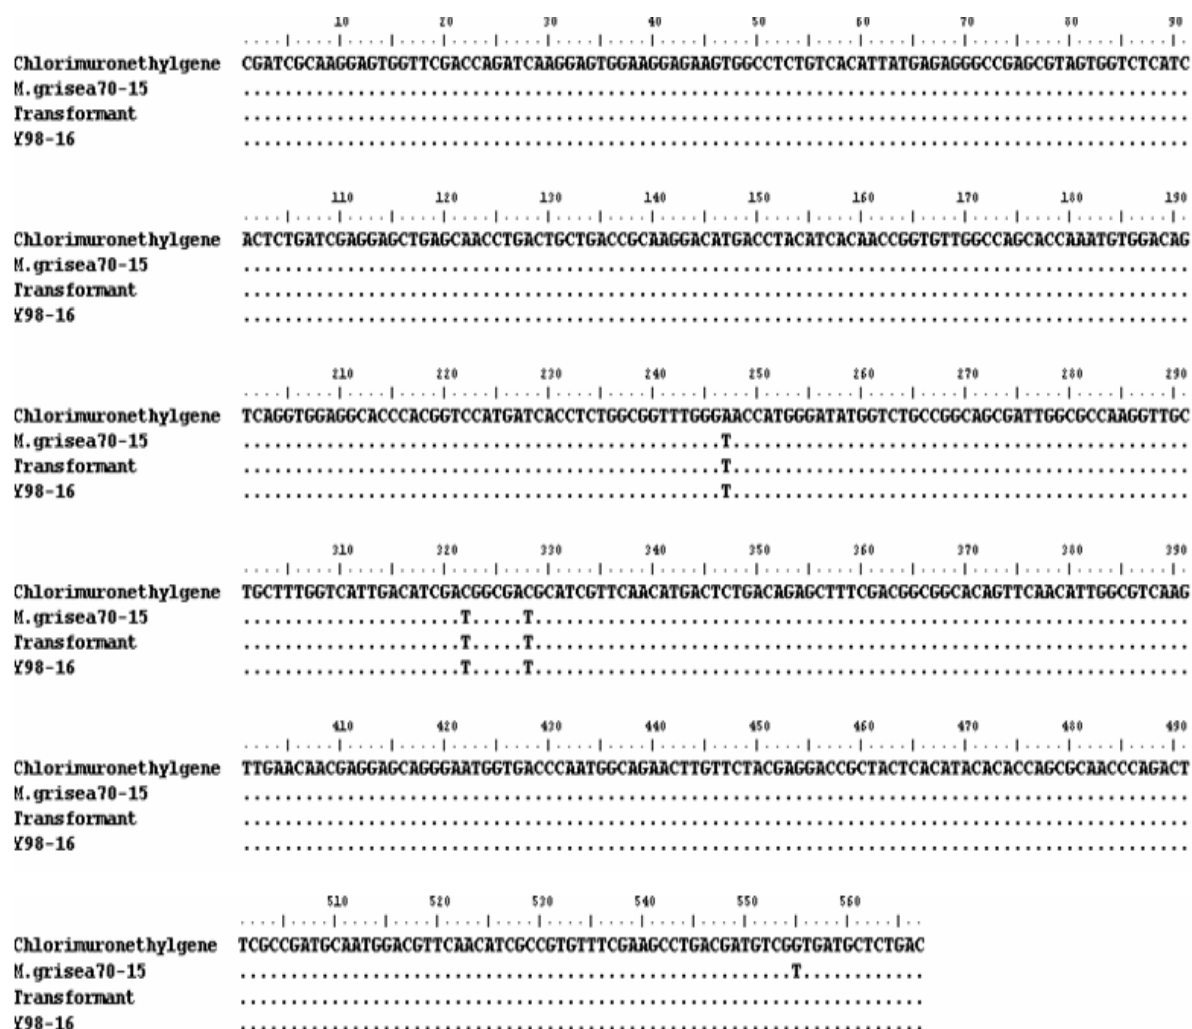 10 20 30 40 50 60 70 80 90
....|....|....|....|....|....|....|....|....|....|....|....|....|....|....|....|....|....|.
Chlorimuronethylgene CGATCGCAAGGAGTGGTTCGACCAGATCAAGGAGTGGAAGGAGAAGTGGCCTCTGTCACATTATGAGAGGGCCGAGCGTAGTGGTCTCATC
M.grisea70-15 ...........................................................................................
Transformant ...........................................................................................
Y98-16 ...........................................................................................
110 120 130 140 150 160 170 180 190
....|....|....|....|....|....|....|....|....|....|....|....|....|....|....|....|....|....|.
Chlorimuronethylgene ACTCTGATCGAGGAGCTGAGCAACCTGACTGCTGACCGCAAGGACATGACCTACATCACAACCGGTGTTGGCCAGCACCAAATGTGGACAG
M.grisea70-15 ...........................................................................................
Transformant ...........................................................................................
Y98-16 ...........................................................................................
210 220 230 240 250 260 270 280 290
....|....|....|....|....|....|....|....|....|....|....|....|....|....|....|....|....|....|.
Chlorimuronethylgene TCAGGTGGAGGCACCCACGGTCCATGATCACCTCTGGCGGTTTGGGAACCATGGGATATGGTCTGCCGGCAGCGATTGGCGCCAAGGTTGC
M.grisea70-15 ..............................................T............................................
Transformant ..............................................T............................................
Y98-16 ..............................................T............................................
310 320 330 340 350 360 370 380 390
....|....|....|....|....|....|....|....|....|....|....|....|....|....|....|....|....|....|.
Chlorimuronethylgene TGCTTTGGTCATTGACATCGACGGCGACGCATCGTTCAACATGACTCTGACAGAGCTTTCGACGGCGGCACAGTTCAACATTGGCGTCAAG
M.grisea70-15 .....................T.....T...............................................................
Transformant .....................T.....T...............................................................
Y98-16 .....................T.....T...............................................................
410 420 430 440 450 460 470 480 490
....|....|....|....|....|....|....|....|....|....|....|....|....|....|....|....|....|....|.
Chlorimuronethylgene TTGAACAACGAGGAGCAGGGAATGGTGACCCAATGGCAGAACTTGTTCTACGAGGACCGCTACTCACATACACACCAGCGCAACCCAGACT
M.grisea70-15 ...........................................................................................
Transformant ...........................................................................................
Y98-16 ...........................................................................................
510 520 530 540 550 560
....|....|....|....|....|....|....|....|....|....|....|....|....|..
Chlorimuronethylgene TCGCCGATGCAATGGACGTTCAACATCGCCGTGTTTCGAAGCCTGACGATGTCGGTGATGCTCTGAC
M.grisea70-15 ......................................................T............
Transformant ...................................................................
Y98-16 ...................................................................